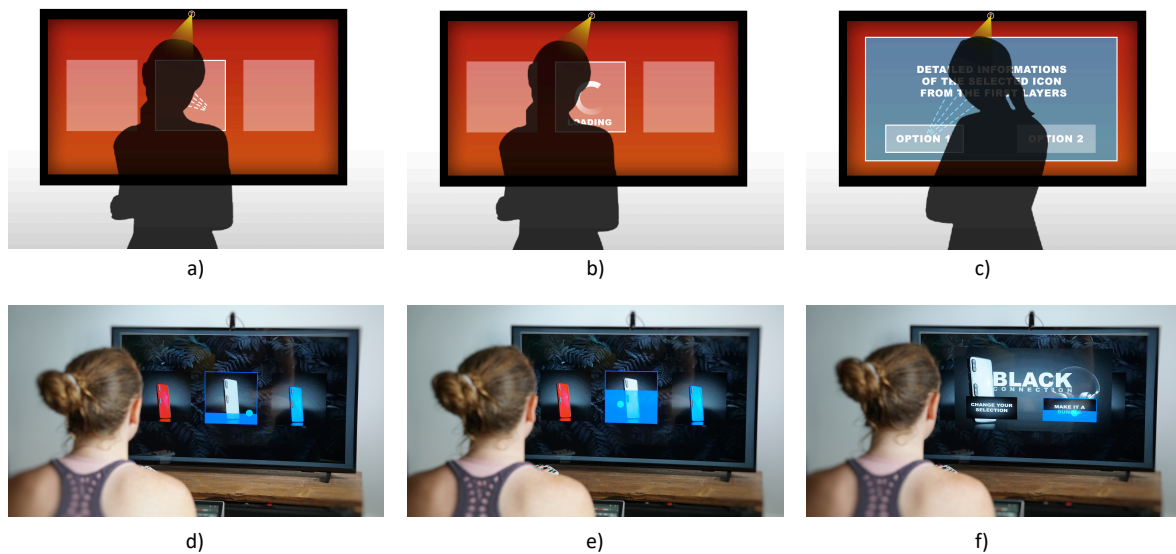 LOADING
DETAILED INFORMATIONS
OF THE SELECTED ICON
FROM THE FIRST LAYERS
OPTION 1
OPTION 2
a)
b)
c)
BLACK
CONNECTION
CHANGE YOUR
SELECTION
MAKE IT A
BUNDLE
d)
e)
f)